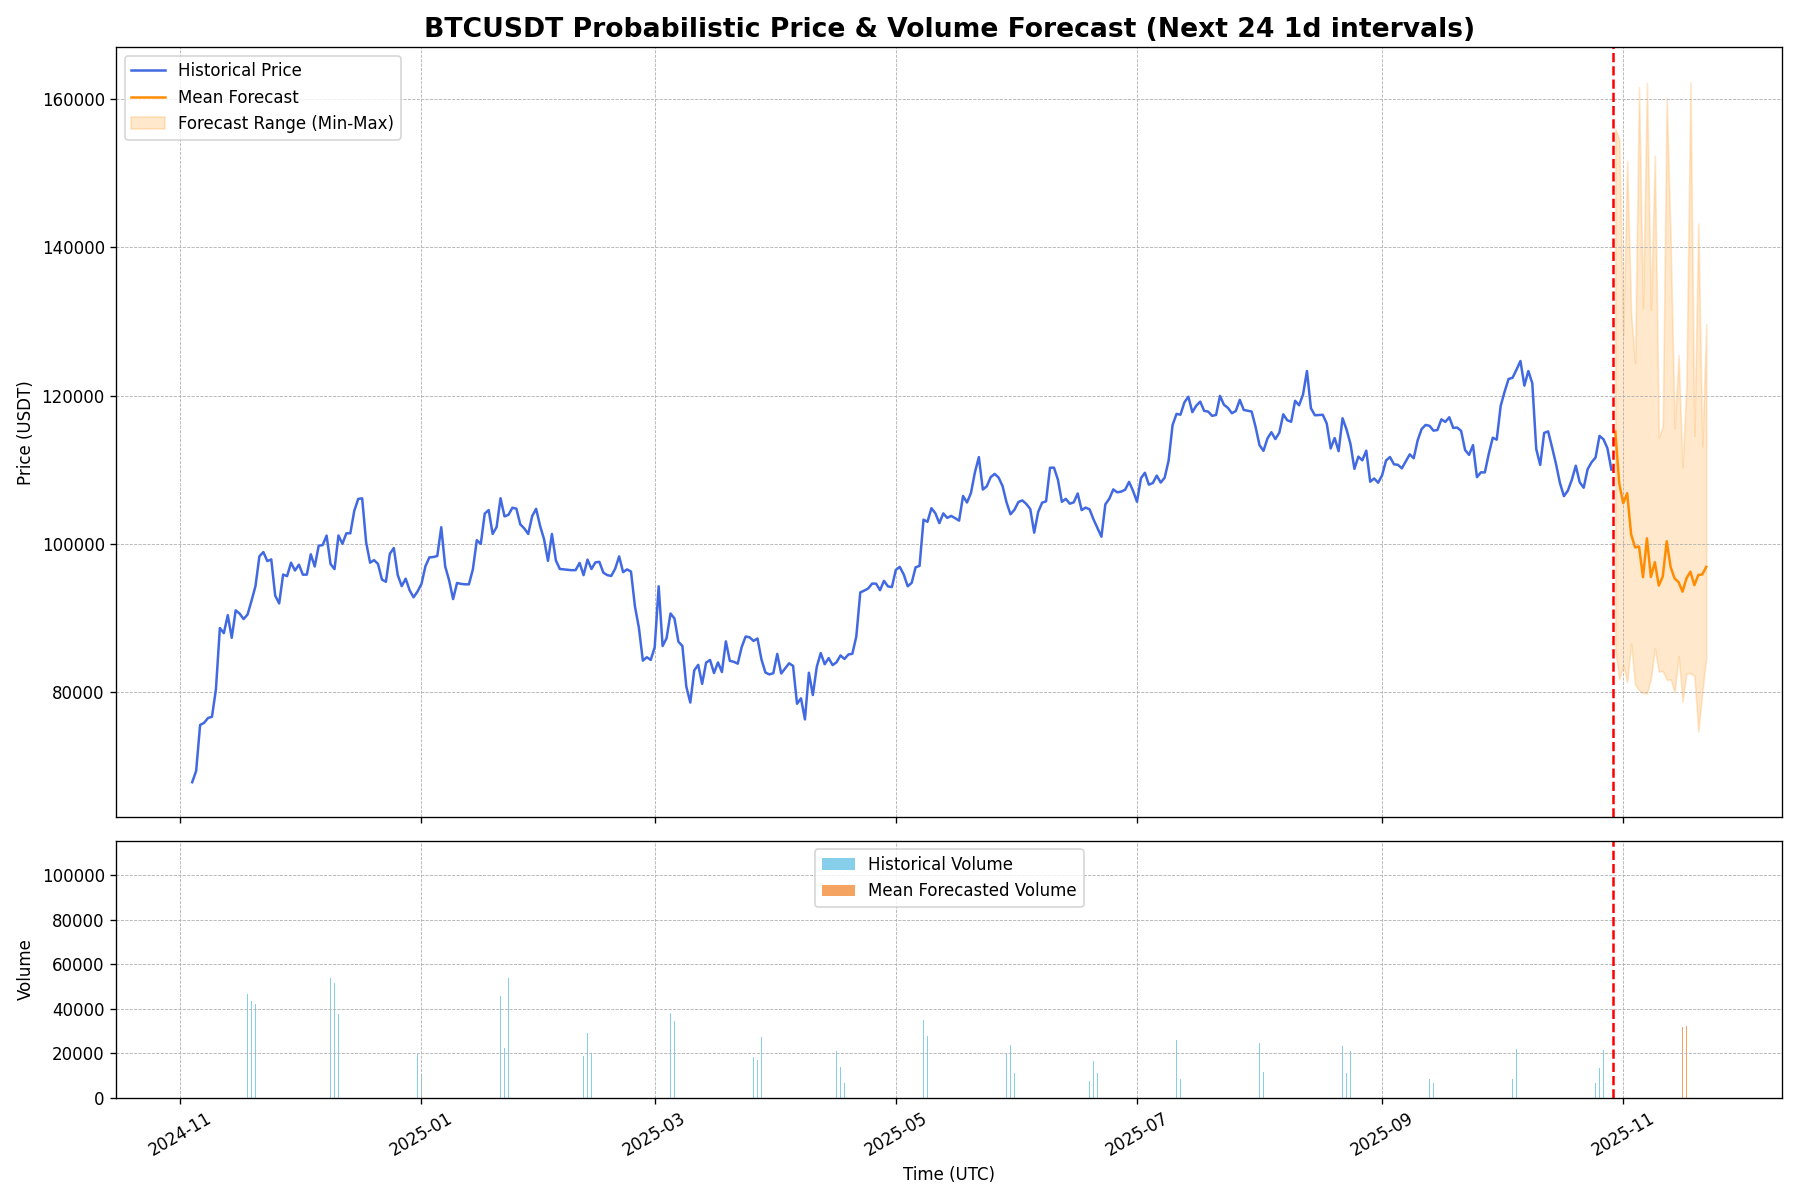 BTCUSDT Probabilistic Price & Volume Forecast (Next 24 1d intervals)
Historical Price
Mean Forecast
Forecast Range (Min-Max)
160000
140000
120000
100000
80000
Price (USDT)
Historical Volume
Mean Forecasted Volume
100000
80000
60000
40000
20000
0
Volume
2024-11
2025-01
2025-03
2025-05
2025-07
2025-09
2025-11
Time (UTC)